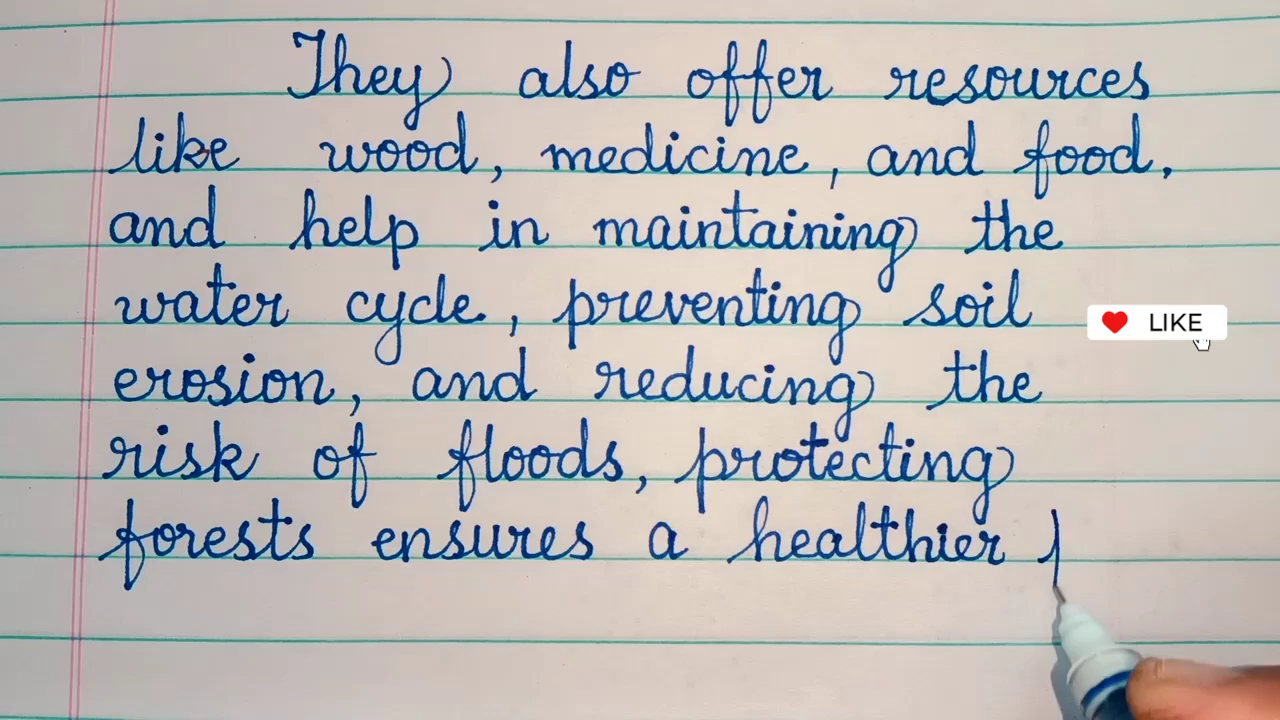 They also offer resources
like wood, medicine, and food,
and help in maintaining the
water cycle, preventing soil
LIKE
erosion, and reducing the
risk of floods, protecting
forests ensures a healthier